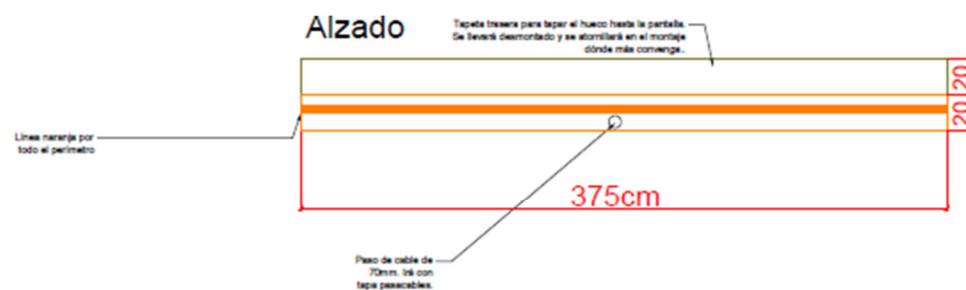 Alzado
Tapeta trasera para tapar el hueco hasta la pantalla.
Se llevará desmontado y se atornillará en el montaje
dónde más convenga..
20
20
Línea naranja por
todo el perímetro
375cm
Paso de cable de
70mm. Irá con
tapa pasacables.